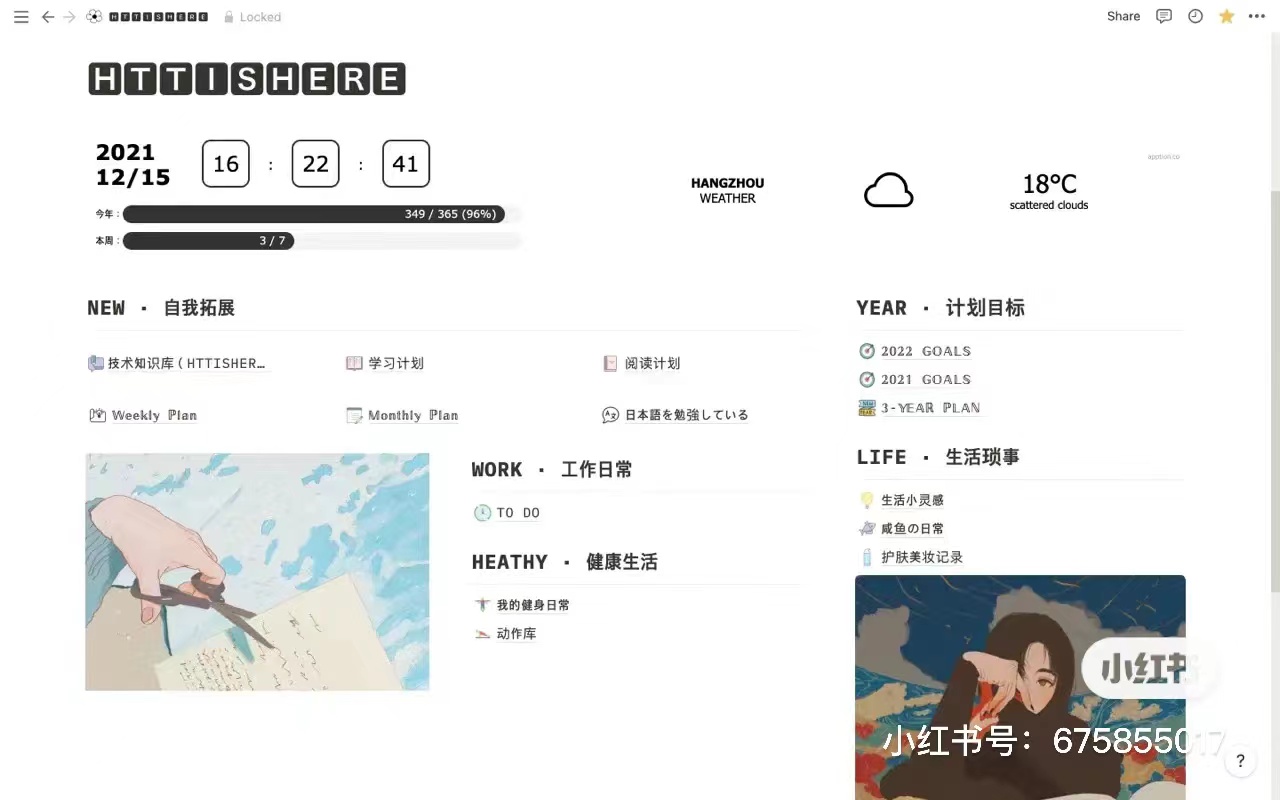 HTTISHERE Locked Share
HTTISHERE
2021
12/15
16 : 22 : 41
今年 : 349 / 365 (96%)
本周 : 3 / 7
apption.co
HANGZHOU
WEATHER
18°C
scattered clouds
NEW · 自我拓展
技术知识库 ( HTTISHER…
学习计划
阅读计划
Weekly Plan
Monthly Plan
日本語を勉強している
WORK · 工作日常
TO DO
HEATHY · 健康生活
我的健身日常
动作库
YEAR · 计划目标
2022 GOALS
2021 GOALS
3-YEAR PLAN
LIFE · 生活琐事
生活小灵感
咸鱼の日常
护肤美妆记录
小红书
小红书号：675855017
?